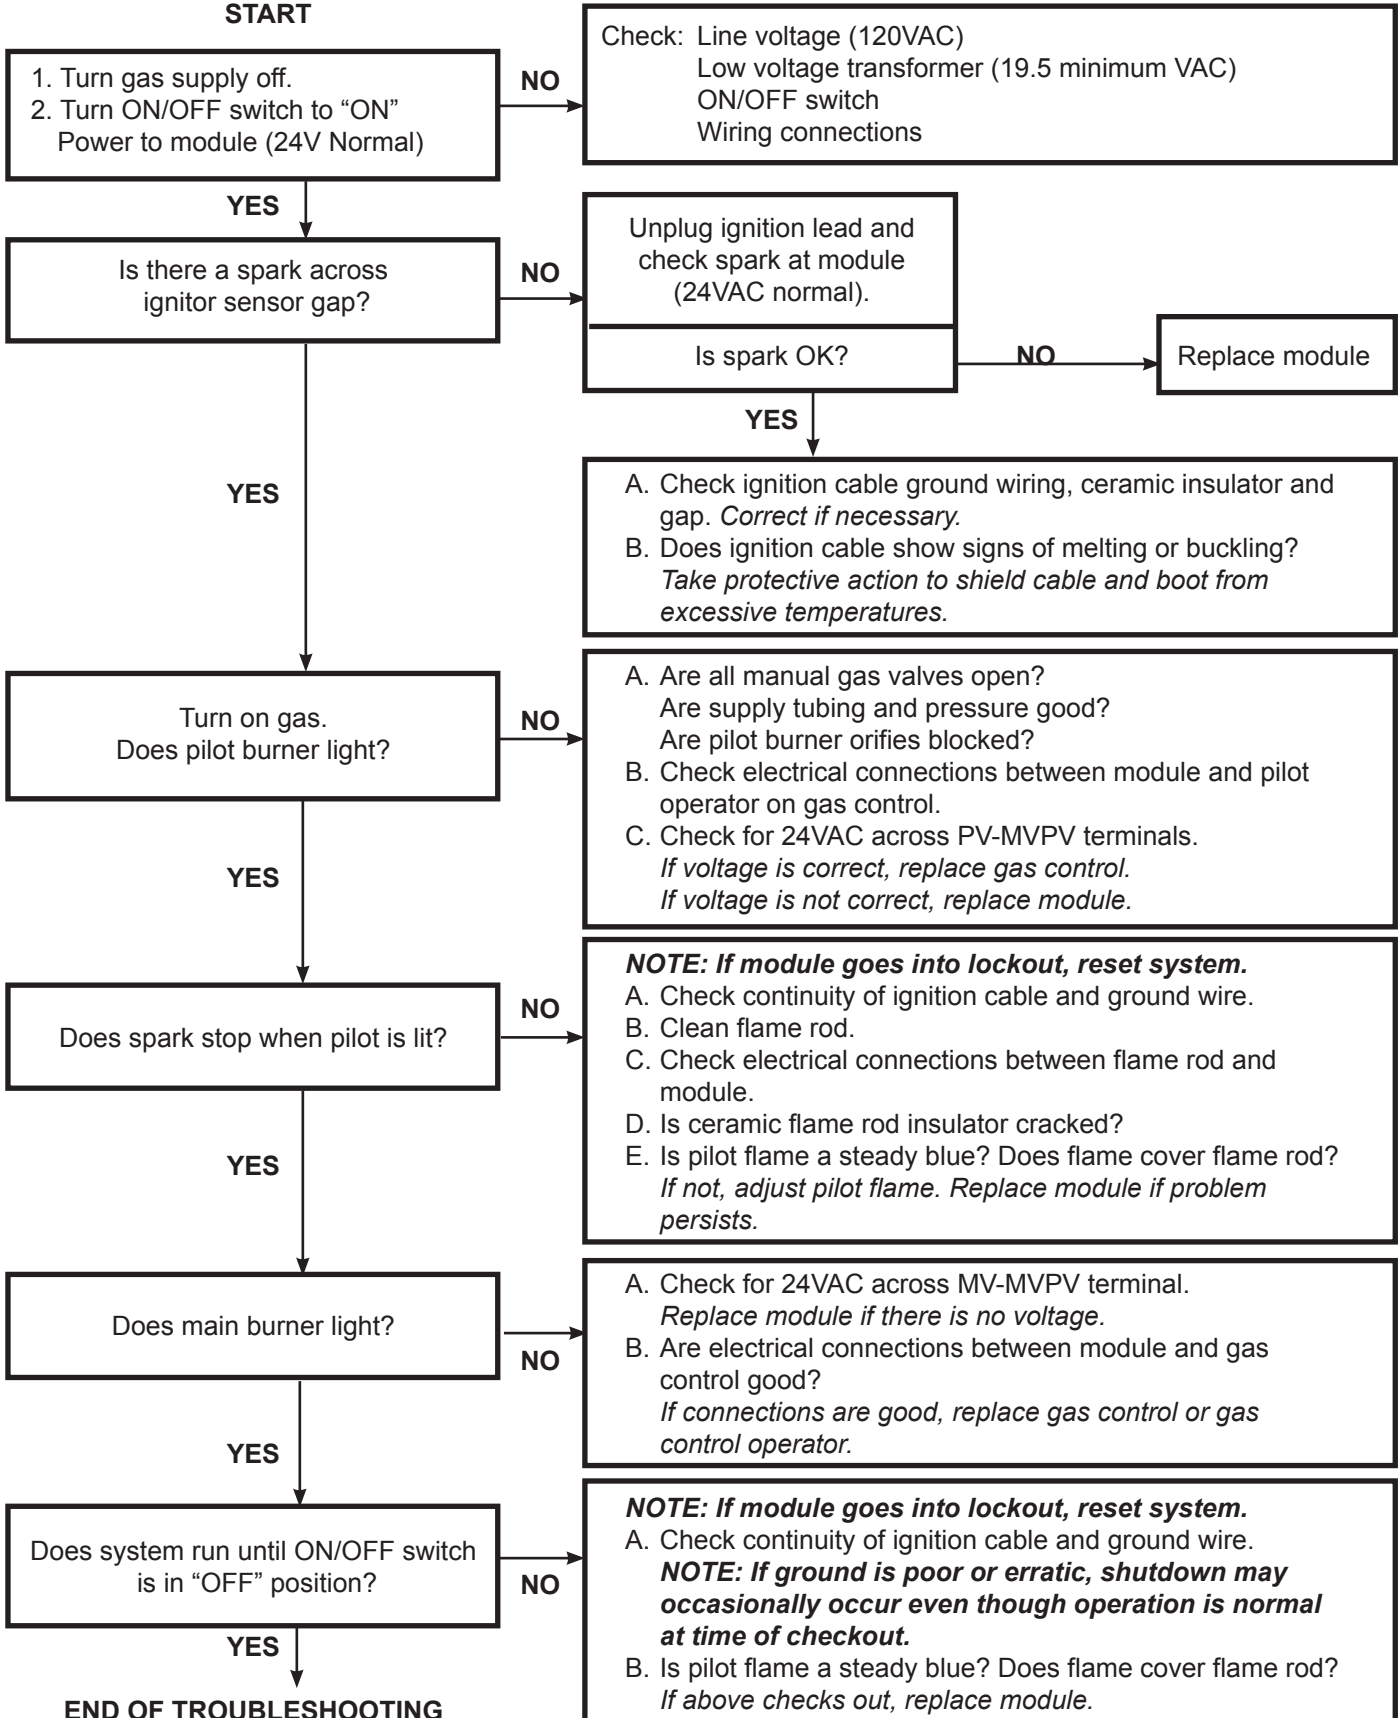 START
1. Turn gas supply off.
2. Turn ON/OFF switch to “ON”
Power to module (24V Normal)
NO
Check: Line voltage (120VAC)
Low voltage transformer (19.5 minimum VAC)
ON/OFF switch
Wiring connections
YES
Is there a spark across
ignitor sensor gap?
NO
Unplug ignition lead and
check spark at module
(24VAC normal).
Is spark OK?
NO
Replace module
YES
A. Check ignition cable ground wiring, ceramic insulator and
gap. Correct if necessary.
B. Does ignition cable show signs of melting or buckling?
Take protective action to shield cable and boot from
excessive temperatures.
YES
Turn on gas.
Does pilot burner light?
NO
A. Are all manual gas valves open?
Are supply tubing and pressure good?
Are pilot burner orifies blocked?
B. Check electrical connections between module and pilot
operator on gas control.
C. Check for 24VAC across PV-MVPV terminals.
If voltage is correct, replace gas control.
If voltage is not correct, replace module.
YES
Does spark stop when pilot is lit?
NO
NOTE: If module goes into lockout, reset system.
A. Check continuity of ignition cable and ground wire.
B. Clean flame rod.
C. Check electrical connections between flame rod and
module.
D. Is ceramic flame rod insulator cracked?
E. Is pilot flame a steady blue? Does flame cover flame rod?
If not, adjust pilot flame. Replace module if problem
persists.
YES
Does main burner light?
NO
A. Check for 24VAC across MV-MVPV terminal.
Replace module if there is no voltage.
B. Are electrical connections between module and gas
control good?
If connections are good, replace gas control or gas
control operator.
YES
Does system run until ON/OFF switch
is in “OFF” position?
NO
NOTE: If module goes into lockout, reset system.
A. Check continuity of ignition cable and ground wire.
NOTE: If ground is poor or erratic, shutdown may
occasionally occur even though operation is normal
at time of checkout.
B. Is pilot flame a steady blue? Does flame cover flame rod?
If above checks out, replace module.
YES
END OF TROUBLESHOOTING